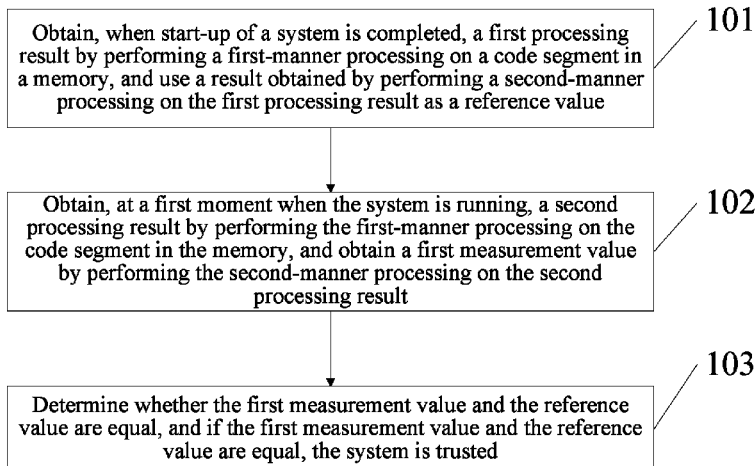 Obtain, when start-up of a system is completed, a first processing
result by performing a first-manner processing on a code segment in
a memory, and use a result obtained by performing a second-manner
processing on the first processing result as a reference value
101
Obtain, at a first moment when the system is running, a second
processing result by performing the first-manner processing on the
code segment in the memory, and obtain a first measurement value
by performing the second-manner processing on the second
processing result
102
Determine whether the first measurement value and the reference
value are equal, and if the first measurement value and the reference
value are equal, the system is trusted
103